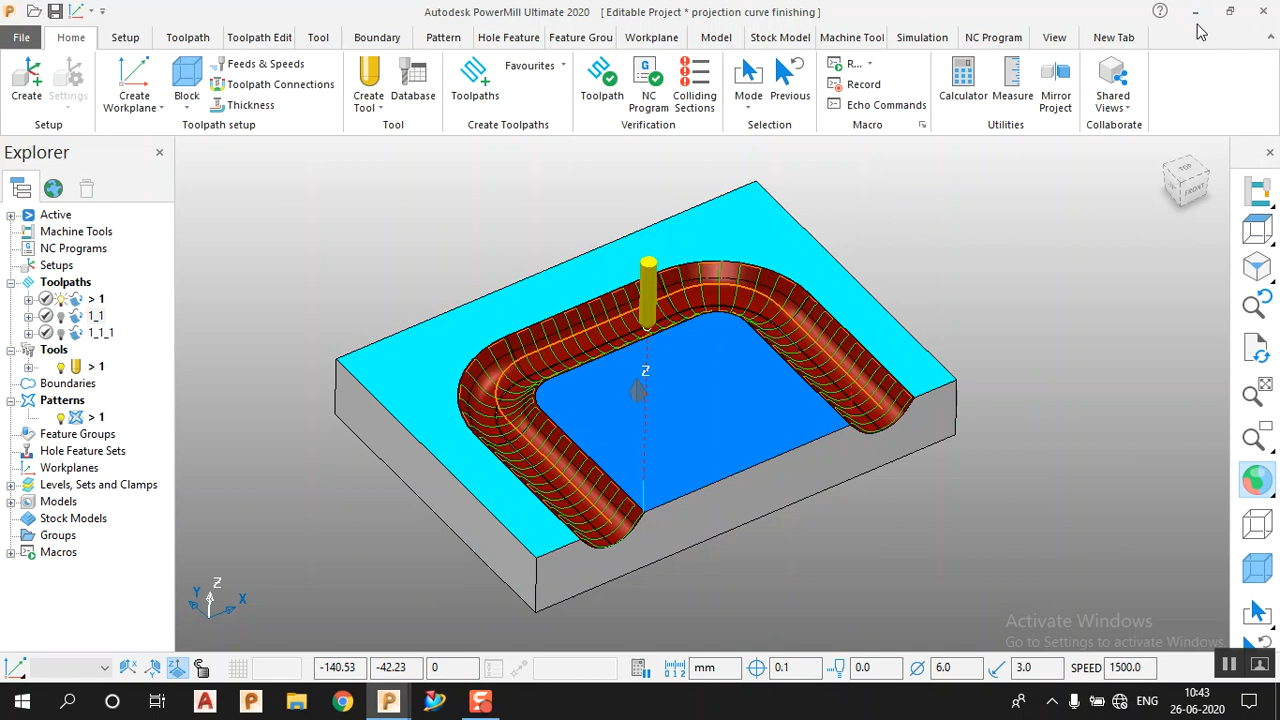 Autodesk PowerMill Ultimate 2020 [ Editable Project * projection curve finishing ]
File Home Setup Toolpath Toolpath Edit Tool Boundary Pattern Hole Feature Feature Grou Workplane Model Stock Model Machine Tool Simulation NC Program View New Tab
Create Settings
Setup
Create Workplane Block Feeds & Speeds
Toolpath Connections
Thickness
Toolpath setup
Create Tool Database
Tool
Toolpaths Favourites
Create Toolpaths
Toolpath NC Program Colliding Sections
Verification
Mode Previous
Selection
R...
Record
Echo Commands
Macro
Calculator Measure Mirror Project
Utilities
Shared Views
Collaborate
Explorer
Active
Machine Tools
NC Programs
Setups
Toolpaths
> 1
1_1
1_1_1
Tools
> 1
Boundaries
Patterns
> 1
Feature Groups
Hole Feature Sets
Workplanes
Levels, Sets and Clamps
Models
Stock Models
Groups
Macros
TOP
FRONT
Z
Z
Y
X
Activate Windows
Go to Settings to activate Windows.
-140.53 -42.23 0 mm 0.1 0.0 6.0 3.0 SPEED 1500.0
ENG
10:43
26-06-2020